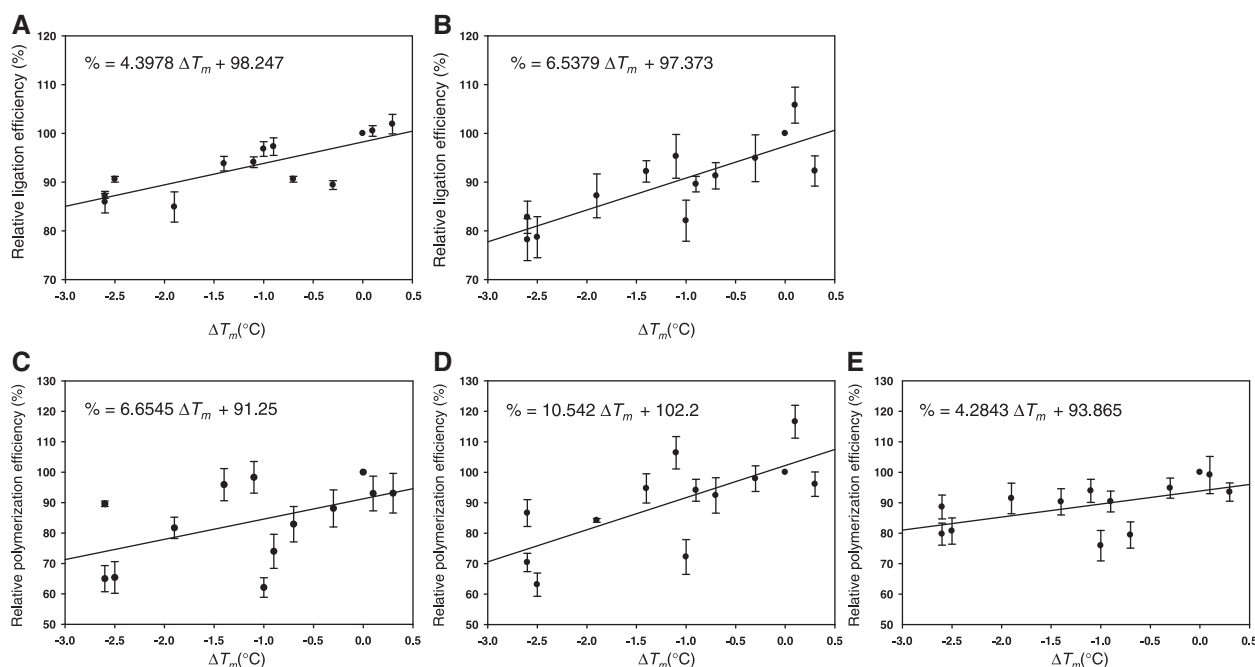 A
Relative ligation efficiency (%)
120
110
100
90
80
70
% = 4.3978 ΔTm + 98.247
-3.0 -2.5 -2.0 -1.5 -1.0 -0.5 0.0 0.5
ΔTm(°C)
B
Relative ligation efficiency (%)
120
110
100
90
80
70
% = 6.5379 ΔTm + 97.373
-3.0 -2.5 -2.0 -1.5 -1.0 -0.5 0.0 0.5
ΔTm(°C)
C
Relative polymerization efficiency (%)
130
120
110
100
90
80
70
60
50
% = 6.6545 ΔTm + 91.25
-3.0 -2.5 -2.0 -1.5 -1.0 -0.5 0.0 0.5
ΔTm(°C)
D
Relative polymerization efficiency (%)
130
120
110
100
90
80
70
60
50
% = 10.542 ΔTm + 102.2
-3.0 -2.5 -2.0 -1.5 -1.0 -0.5 0.0 0.5
ΔTm(°C)
E
Relative polymerization efficiency (%)
130
120
110
100
90
80
70
60
50
% = 4.2843 ΔTm + 93.865
-3.0 -2.5 -2.0 -1.5 -1.0 -0.5 0.0 0.5
ΔTm(°C)